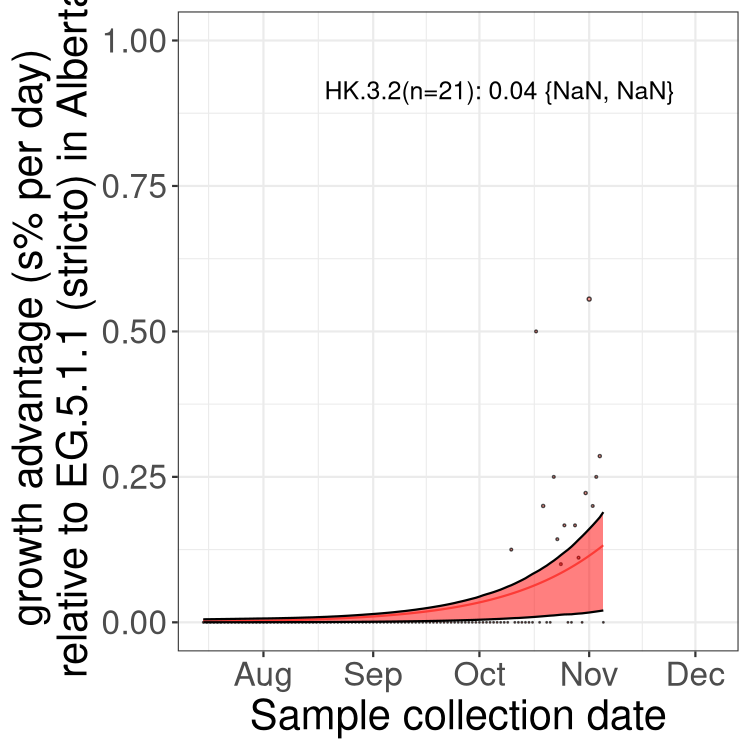 growth advantage (s% per day)
relative to EG.5.1.1 (stricto) in Alberta
1.00
0.75
0.50
0.25
0.00
HK.3.2(n=21): 0.04 {NaN, NaN}
Aug Sep Oct Nov Dec
Sample collection date